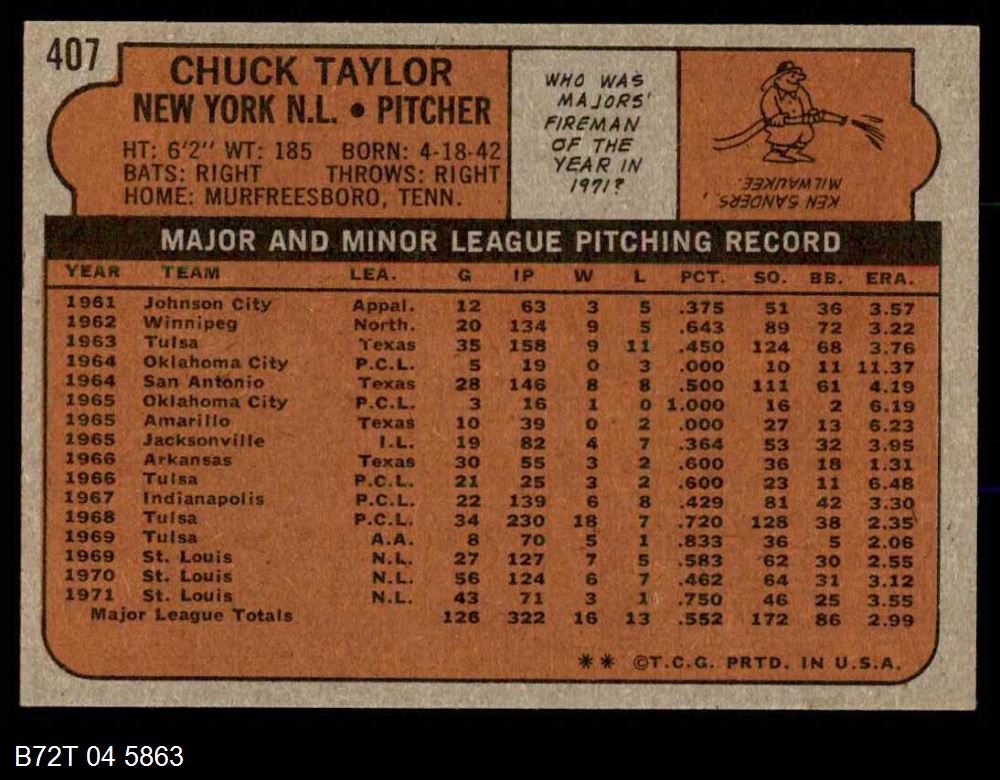 407
CHUCK TAYLOR
NEW YORK N.L. • PITCHER
HT: 6'2" WT: 185 BORN: 4-18-42
BATS: RIGHT THROWS: RIGHT
HOME: MURFREESBORO, TENN.
WHO WAS
MAJORS'
FIREMAN
OF THE
YEAR IN
1971?
KEN SANDERS,
MILWAUKEE.
MAJOR AND MINOR LEAGUE PITCHING RECORD
YEAR TEAM LEA. G IP W L PCT. SO. BB. ERA.
1961 Johnson City Appal. 12 63 3 5 .375 51 36 3.57
1962 Winnipeg North. 20 134 9 5 .643 89 72 3.22
1963 Tulsa Texas 35 158 9 11 .450 124 68 3.76
1964 Oklahoma City P.C.L. 5 19 0 3 .000 10 11 11.37
1964 San Antonio Texas 28 146 8 8 .500 111 61 4.19
1965 Oklahoma City P.C.L. 3 16 1 0 1.000 16 2 6.19
1965 Amarillo Texas 10 39 0 2 .000 27 13 6.23
1965 Jacksonville I.L. 19 82 4 7 .364 53 32 3.95
1966 Arkansas Texas 30 55 3 2 .600 36 18 1.31
1966 Tulsa P.C.L. 21 25 3 2 .600 23 11 6.48
1967 Indianapolis P.C.L. 22 139 6 8 .429 81 42 3.30
1968 Tulsa P.C.L. 34 230 18 7 .720 128 38 2.35
1969 Tulsa A.A. 8 70 5 1 .833 36 5 2.06
1969 St. Louis N.L. 27 127 7 5 .583 62 30 2.55
1970 St. Louis N.L. 56 124 6 7 .462 64 31 3.12
1971 St. Louis N.L. 43 71 3 1 .750 46 25 3.55
Major League Totals 126 322 16 13 .552 172 86 2.99
** ©T.C.G. PRTD. IN U.S.A.
B72T 04 5863